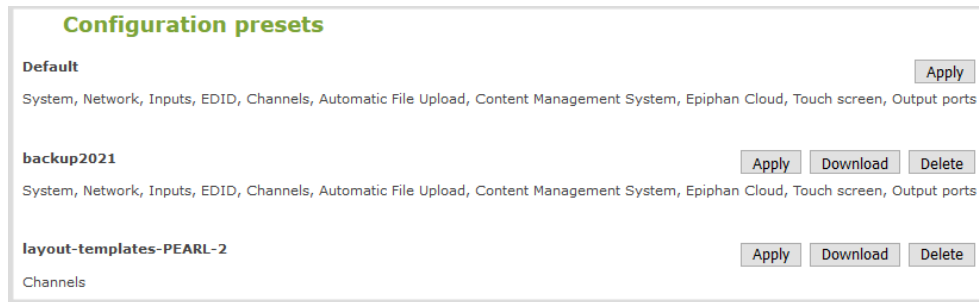 Configuration presets
Default
Apply
System, Network, Inputs, EDID, Channels, Automatic File Upload, Content Management System, Epiphan Cloud, Touch screen, Output ports
backup2021
Apply Download Delete
System, Network, Inputs, EDID, Channels, Automatic File Upload, Content Management System, Epiphan Cloud, Touch screen, Output ports
layout-templates-PEARL-2
Apply Download Delete
Channels